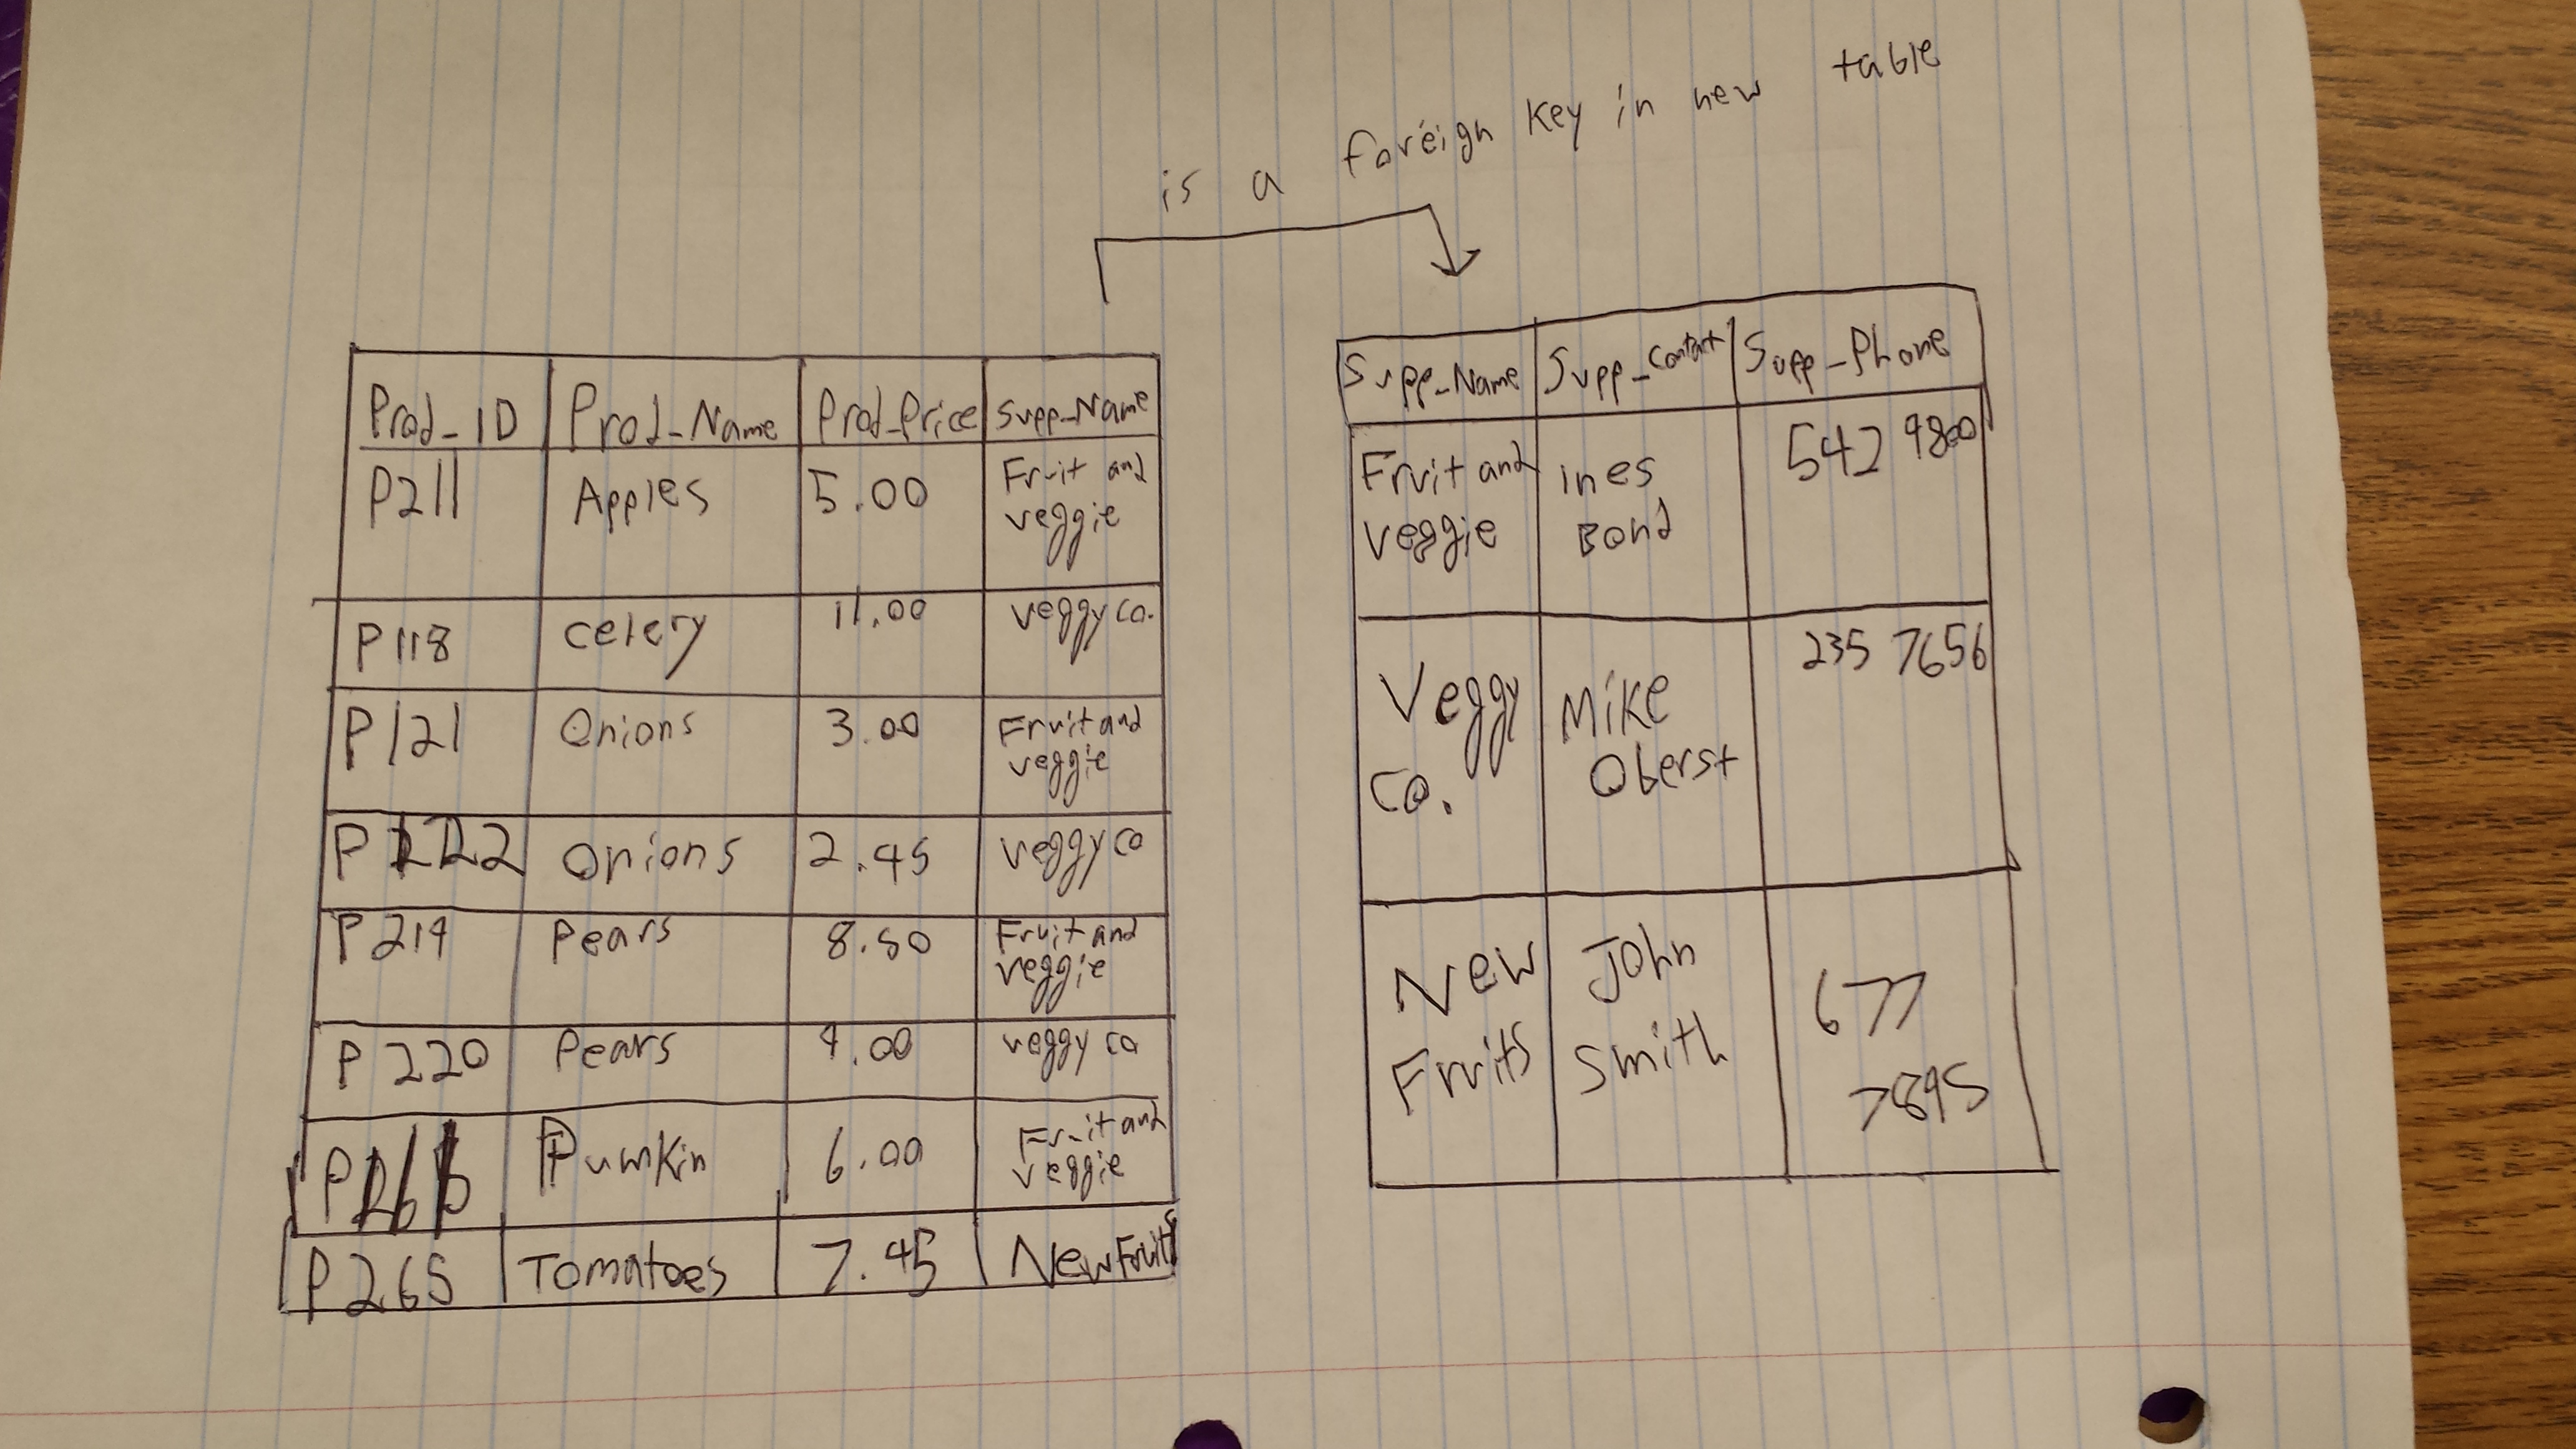 is a foreign key in new table
Prod_ID Prod_Name Prod_Price Supp_Name
P211 Apples 5.00 Fruit and
veggie
P118 celery 11.00 veggy co.
P121 Onions 3.00 Fruit and
veggie
Onions 2.45 veggy co
P219 Pears 8.50 Fruit and
veggie
P220 Pears 9.00 veggy co
Pumkin 6.00 Fruit and
veggie
P265 Tomatoes 7.45 New Fruits
Supp_Name Supp_Contact Supp_Phone
Fruit and ines 542 9800
veggie Bond
Veggy Mike 235 7656
Co. Oberst
New John 677
Fruits Smith 7895